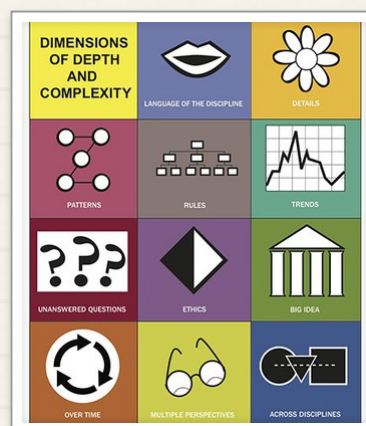 DIMENSIONS
OF DEPTH
AND
COMPLEXITY
LANGUAGE OF THE DISCIPLINE
DETAILS
PATTERNS
RULES
TRENDS
???
UNANSWERED QUESTIONS
ETHICS
BIG IDEA
OVER TIME
MULTIPLE PERSPECTIVES
ACROSS DISCIPLINES